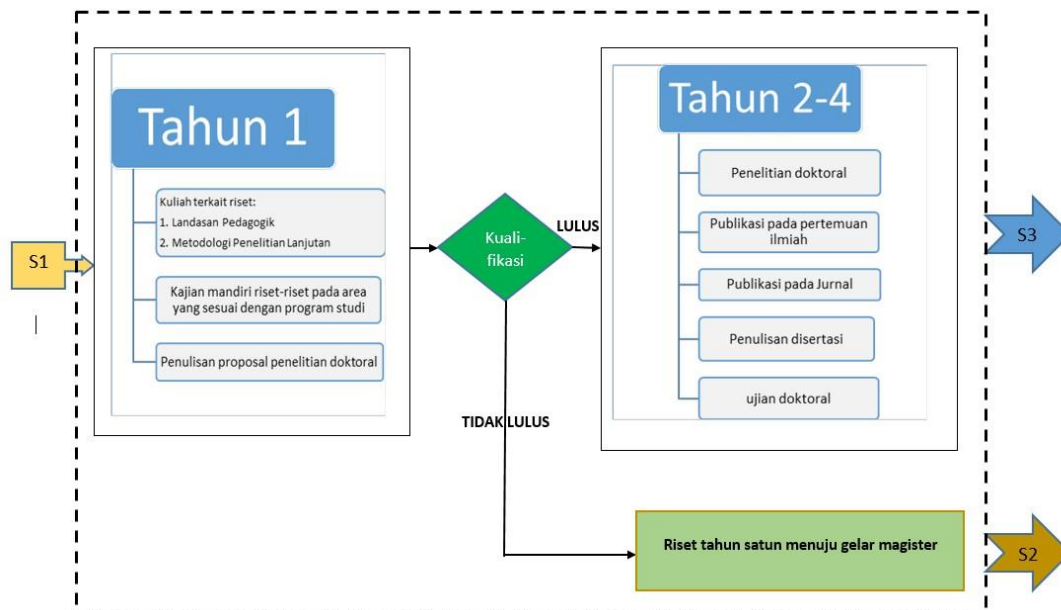 S1
Tahun 1
Kuliah terkait riset:
1. Landasan Pedagogik
2. Metodologi Penelitian Lanjutan
Kajian mandiri riset-riset pada area
yang sesuai dengan program studi
Penulisan proposal penelitian doktoral
Kuali-
fikasi
LULUS
TIDAK LULUS
Tahun 2-4
Penelitian doktoral
Publikasi pada pertemuan
ilmiah
Publikasi pada Jurnal
Penulisan disertasi
ujian doktoral
S3
Riset tahun satun menuju gelar magister
S2